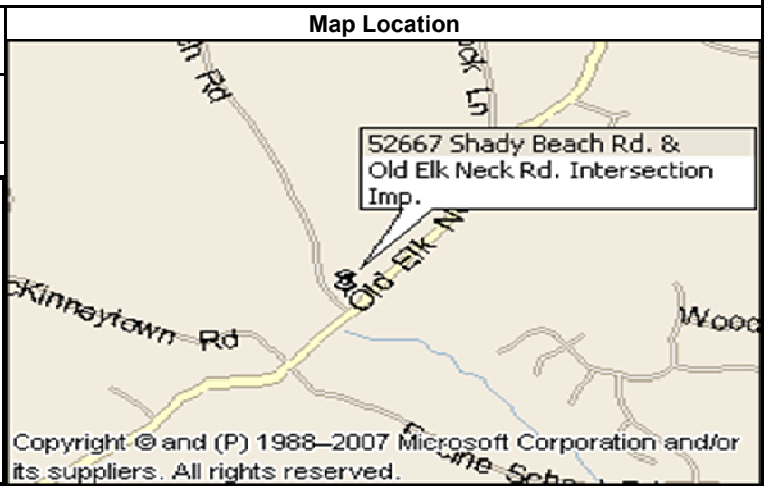 Map Location
Rd
Ln
52667 Shady Beach Rd. &
Old Elk Neck Rd. Intersection
Imp.
Old Elk
Rd
Copyright © and (P) 1988–2007 Microsoft Corporation and/or
its suppliers. All rights reserved.